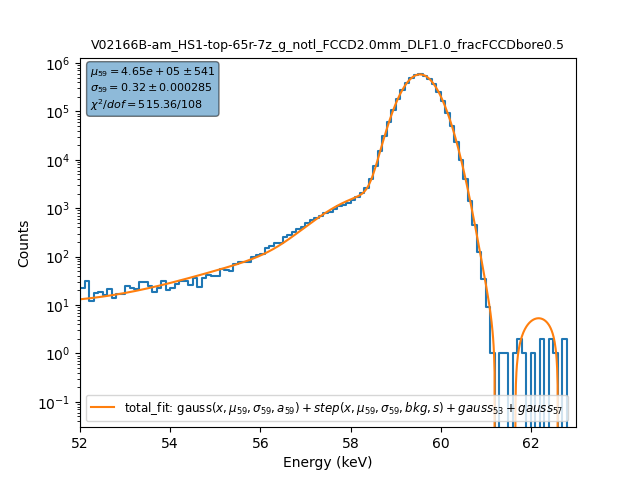 V02166B-am_HS1-top-65r-7z_g_notl_FCCD2.0mm_DLF1.0_fracFCCDbore0.5
μ₅₉ = 4.65e + 05 ± 541
σ₅₉ = 0.32 ± 0.000285
χ²/dof = 515.36/108
10⁶
10⁵
10⁴
10³
10²
10¹
10⁰
10⁻¹
Counts
total_fit: gauss(x, μ₅₉, σ₅₉, a₅₉) + step(x, μ₅₉, σ₅₉, bkg, s) + gauss₅₃ + gauss₅₇
52 54 56 58 60 62
Energy (keV)